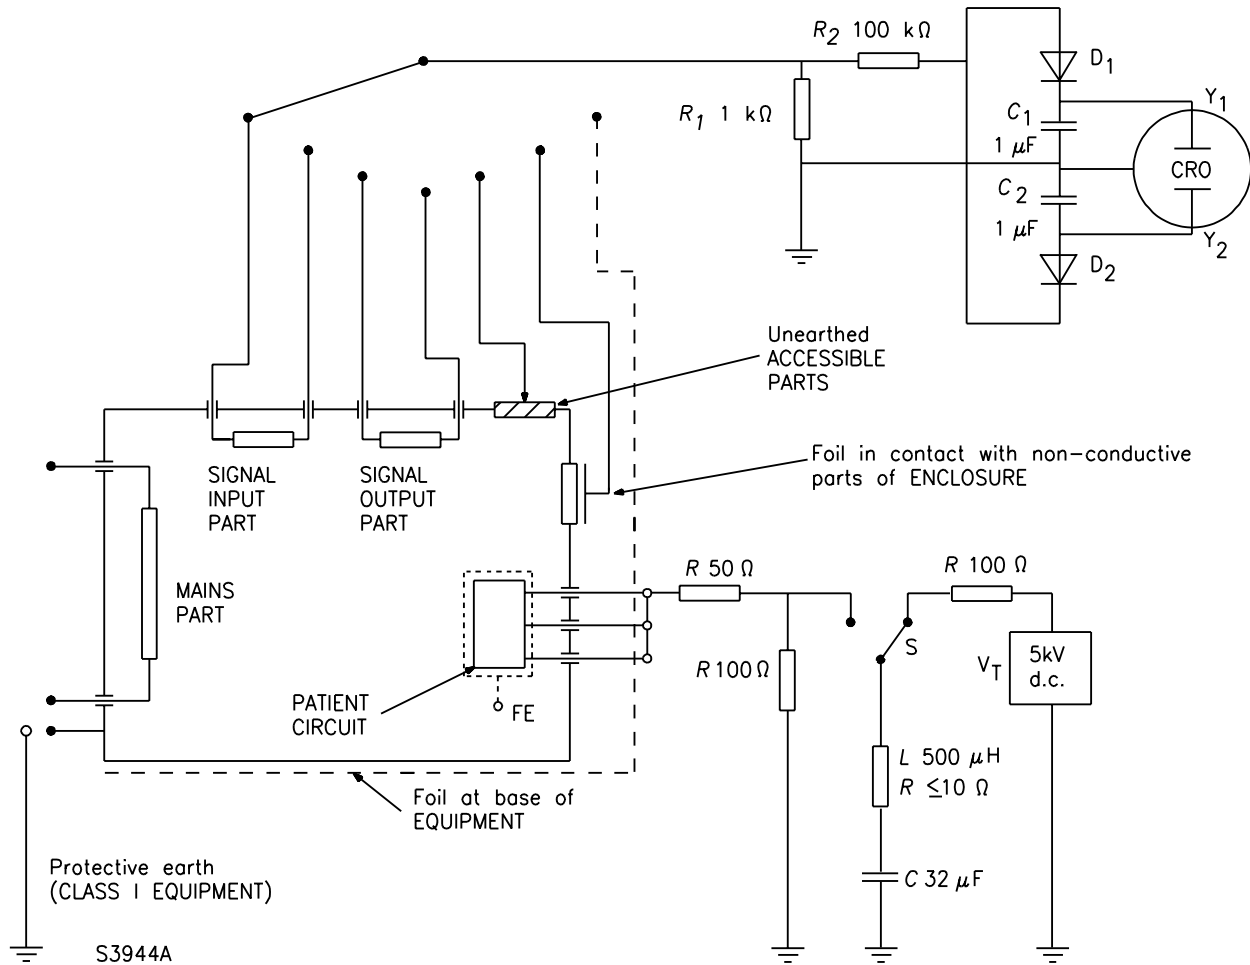 R2 100 kΩ
D1
R1 1 kΩ
C1
1 μF
Y1
CRO
C2
1 μF
Y2
D2
Unearthed
ACCESSIBLE
PARTS
Foil in contact with non-conductive
parts of ENCLOSURE
SIGNAL
INPUT
PART
SIGNAL
OUTPUT
PART
MAINS
PART
R 50 Ω
R 100 Ω
S
VT
5kV
d.c.
R 100 Ω
PATIENT
CIRCUIT
FE
L 500 μH
R ≤10 Ω
Foil at base of
EQUIPMENT
C 32 μF
Protective earth
(CLASS I EQUIPMENT)
S3944A